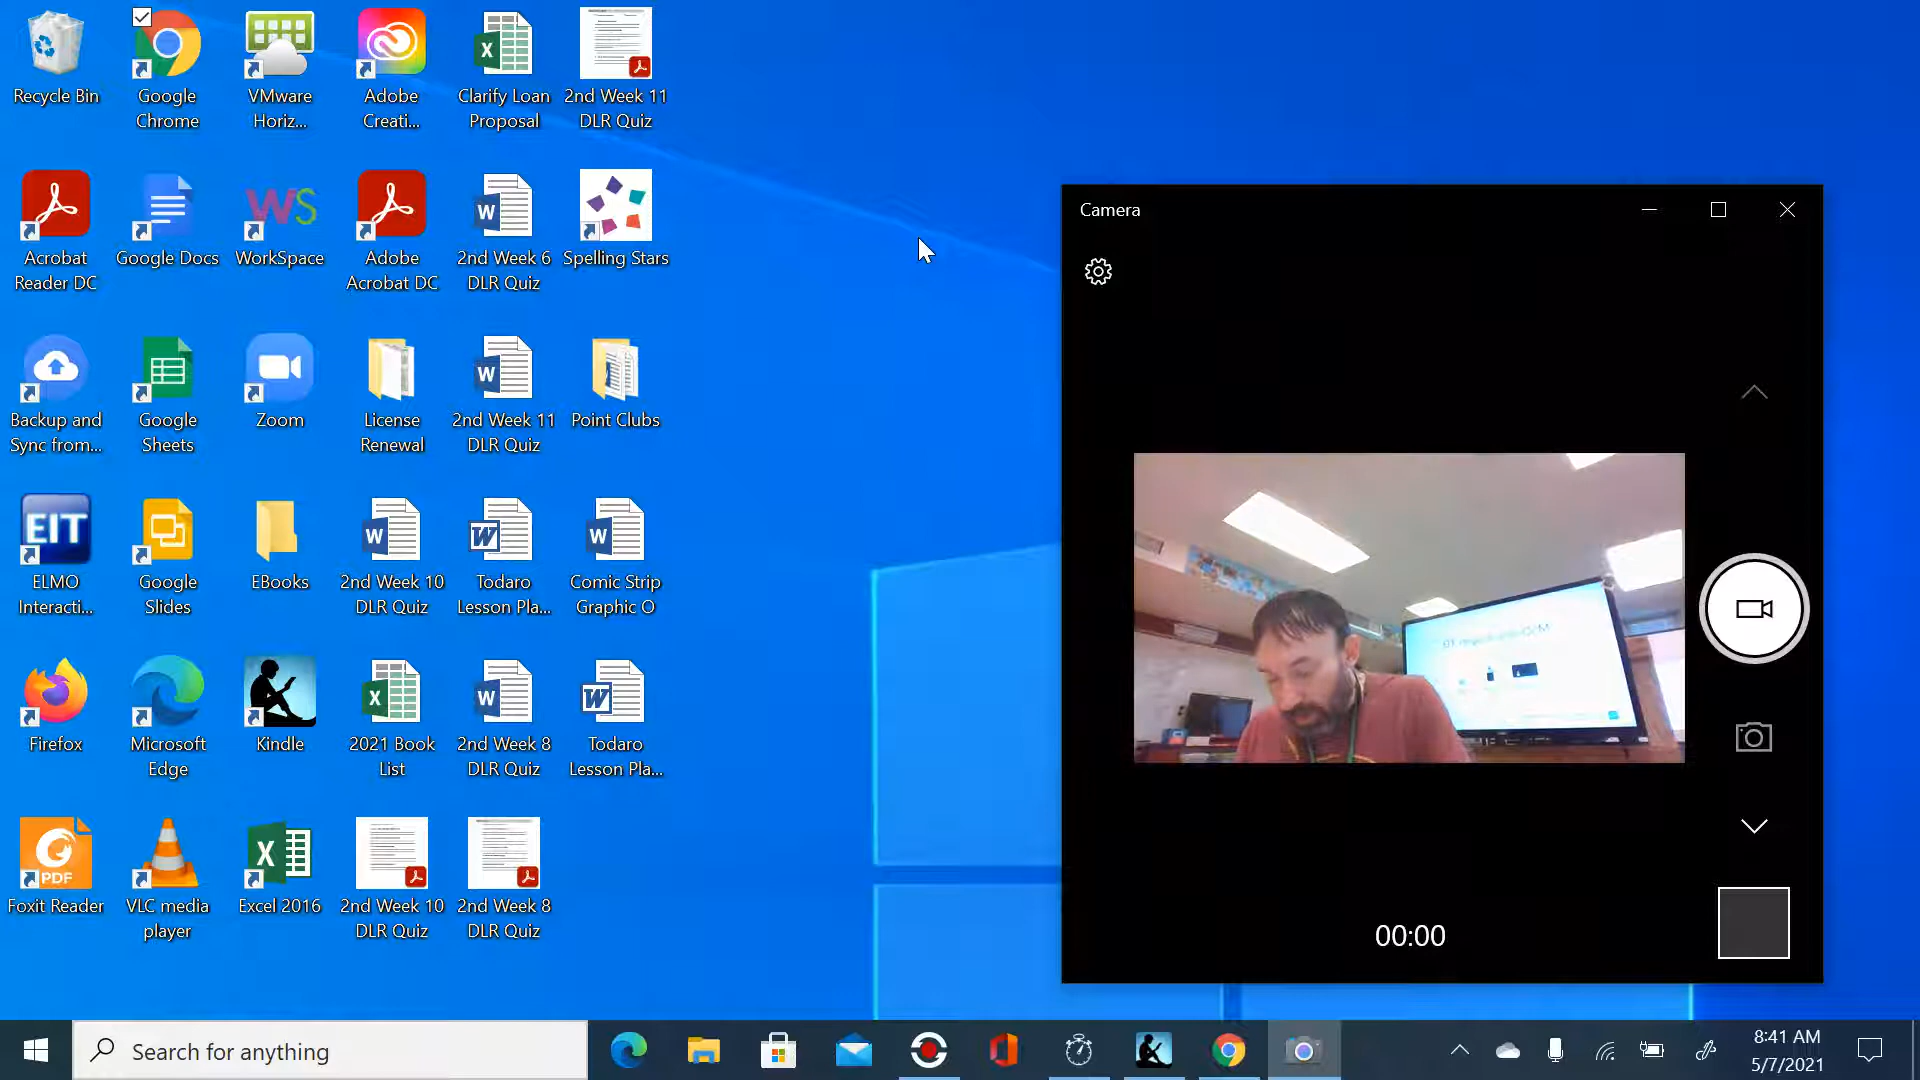 Recycle Bin
Google
Chrome
VMware
Horiz...
Adobe
Creati...
Clarify Loan
Proposal
2nd Week 11
DLR Quiz
Acrobat
Reader DC
Google Docs
WS
WorkSpace
Adobe
Acrobat DC
2nd Week 6
DLR Quiz
Spelling Stars
Backup and
Sync from...
Google
Sheets
Zoom
License
Renewal
2nd Week 11
DLR Quiz
Point Clubs
EIT
ELMO
Interacti...
Google
Slides
EBooks
2nd Week 10
DLR Quiz
Todaro
Lesson Pla...
Comic Strip
Graphic O
Firefox
Microsoft
Edge
Kindle
2021 Book
List
2nd Week 8
DLR Quiz
Todaro
Lesson Pla...
PDF
Foxit Reader
VLC media
player
Excel 2016
2nd Week 10
DLR Quiz
2nd Week 8
DLR Quiz
Camera
00:00
Search for anything
8:41 AM
5/7/2021